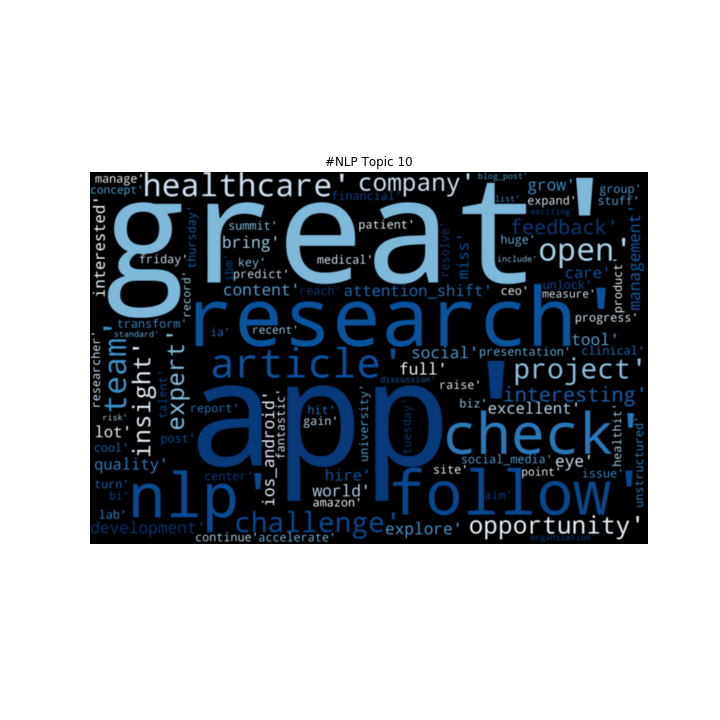 #NLP Topic 10
manage'
concept'
healthcare'
company'
blog_post'
list'
grow'
expand'
group'
stuff'
financial'
exciting'
great'
interested'
thursday'
summit'
bring'
patient'
resolve'
miss'
huge'
feedback'
open.'
management'
friday'
ibm'
key'
predict'
medical'
include'
care'
product'
record'
content'
reach'
attention_shift'
ceo'
unlock'
measure'
progress'
transform
standard'
research'
ia'
recent'
tool'
team'
researcher'
insight'
expert'
article'
social'
presentation'
clinical'
full'
project'
discussion'
talent'
raise'
interesting'
risk'
lot'
report'
ios_android'
fantastic'
hit'
gain'
university'
app'
tuesday'
biz'
excellent'
healthit'
unstructured'
cool'
post'
check'
quality'
center'
hire'
site'
social_media'
point'
eye'
issue'
turn'
bi'
nlp'
world'
amazon'
follow'
aim'
lab'
development'
challenge'
explore'
opportunity'
continue'
accelerate'
organization'